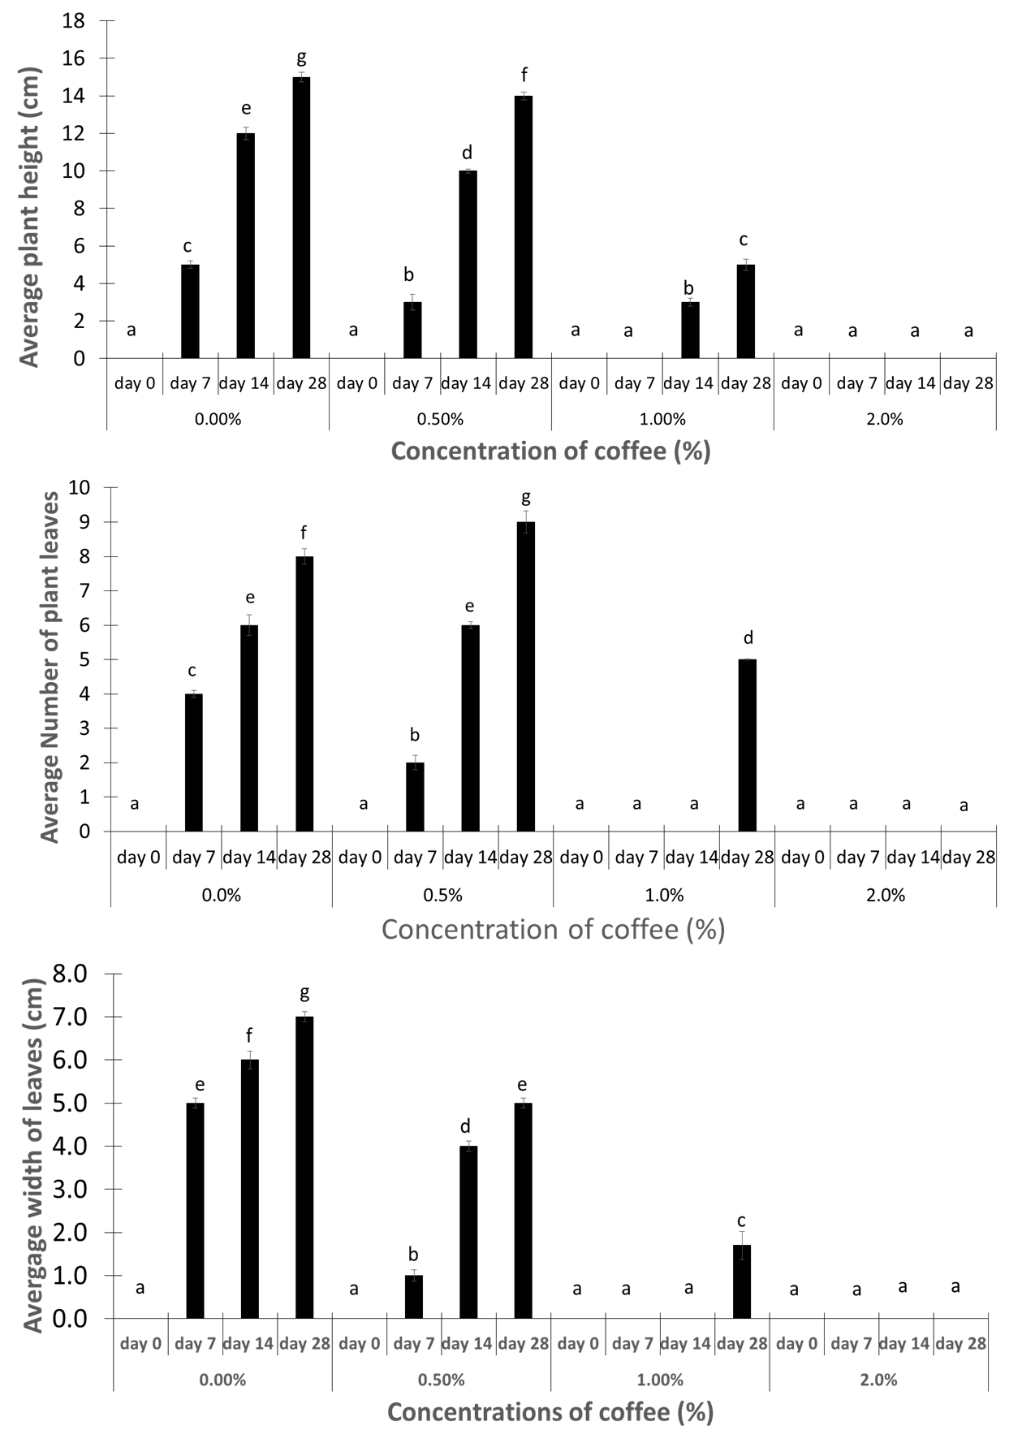 Average plant height (cm)
18
16
14
12
10
8
6
4
2
0
a c e g a b d f a a b c a a a a
day 0 day 7 day 14 day 28 day 0 day 7 day 14 day 28 day 0 day 7 day 14 day 28 day 0 day 7 day 14 day 28
0.00% 0.50% 1.00% 2.0%
Concentration of coffee (%)
Average Number of plant leaves
10
9
8
7
6
5
4
3
2
1
0
a c e f a b e g a a a d a a a a
day 0 day 7 day 14 day 28 day 0 day 7 day 14 day 28 day 0 day 7 day 14 day 28 day 0 day 7 day 14 day 28
0.0% 0.5% 1.0% 2.0%
Concentration of coffee (%)
Avergage width of leaves (cm)
8.0
7.0
6.0
5.0
4.0
3.0
2.0
1.0
0.0
a e f g a b d e a a a c a a a a
day 0 day 7 day 14 day 28 day 0 day 7 day 14 day 28 day 0 day 7 day 14 day 28 day 0 day 7 day 14 day 28
0.00% 0.50% 1.00% 2.0%
Concentrations of coffee (%)